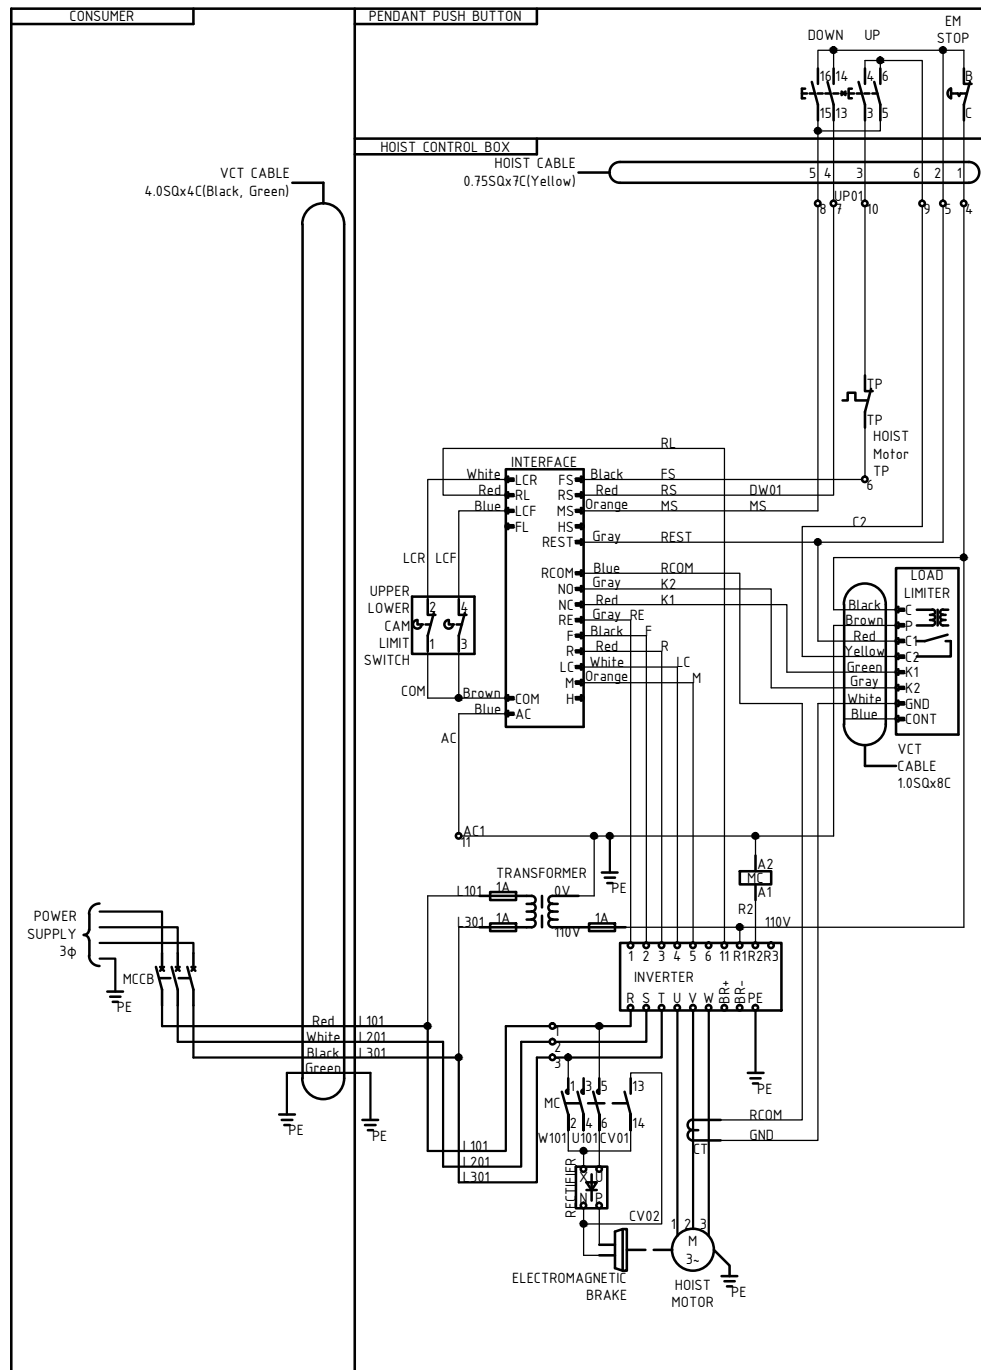 CONSUMER
PENDANT PUSH BUTTON
DOWN UP
EM
STOP
16 14 4 6 B
15 13 3 5 C
HOIST CONTROL BOX
HOIST CABLE
0.75SQx7C(Yellow)
5 4 3 6 2 1
UP01
8 7 10 9 5 4
VCT CABLE
4.0SQx4C(Black, Green)
TP
TP
HOIST
Motor
TP
6
RL
INTERFACE
White LCR FS Black FS
Red RL RS Red RS DW01
Blue LCF MS Orange MS MS
FL HS
C2
REST Gray REST
LCR LCF
RCOM Blue RCOM
NO Gray K2
NC Red K1
RE Gray RE
F Black F
R Red R
LC White LC
M Orange M
H
UPPER
LOWER
CAM
LIMIT
SWITCH
2 4
1 3
COM Brown COM
Blue AC
AC
LOAD
LIMITER
Black C
Brown P
Red C1
Yellow C2
Green K1
Gray K2
White GND
Blue CONT
VCT
CABLE
1.0SQx8C
AC1
11
TRANSFORMER
L101 1A 0V
PE
L301 1A 110V 1A
A2
MC
A1
R2
110V
POWER
SUPPLY
3ϕ
MCCB
PE
1 2 3 4 5 6 11 R1 R2 R3
INVERTER
R S T U V W BR+ BR- PE
PE
Red L101
White L201
Black L301
Green
PE PE
1
2
3
MC
1 3 5 13
2 4 6 14
W101 U101 CV01
L101
L201
L301
RECTIFIER
X U
N P
CV02
RCOM
GND
CT
1 2 3
M
3~
PE
ELECTROMAGNETIC
BRAKE
HOIST
MOTOR